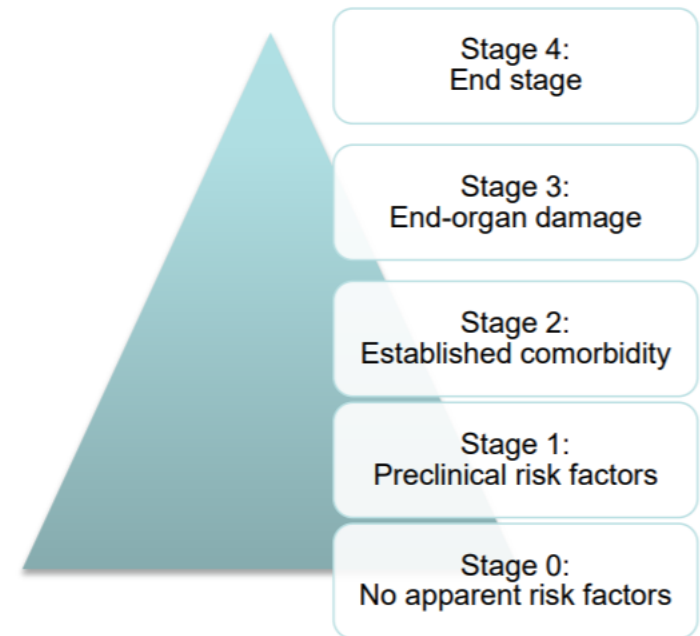 Stage 4:
End stage
Stage 3:
End-organ damage
Stage 2:
Established comorbidity
Stage 1:
Preclinical risk factors
Stage 0:
No apparent risk factors